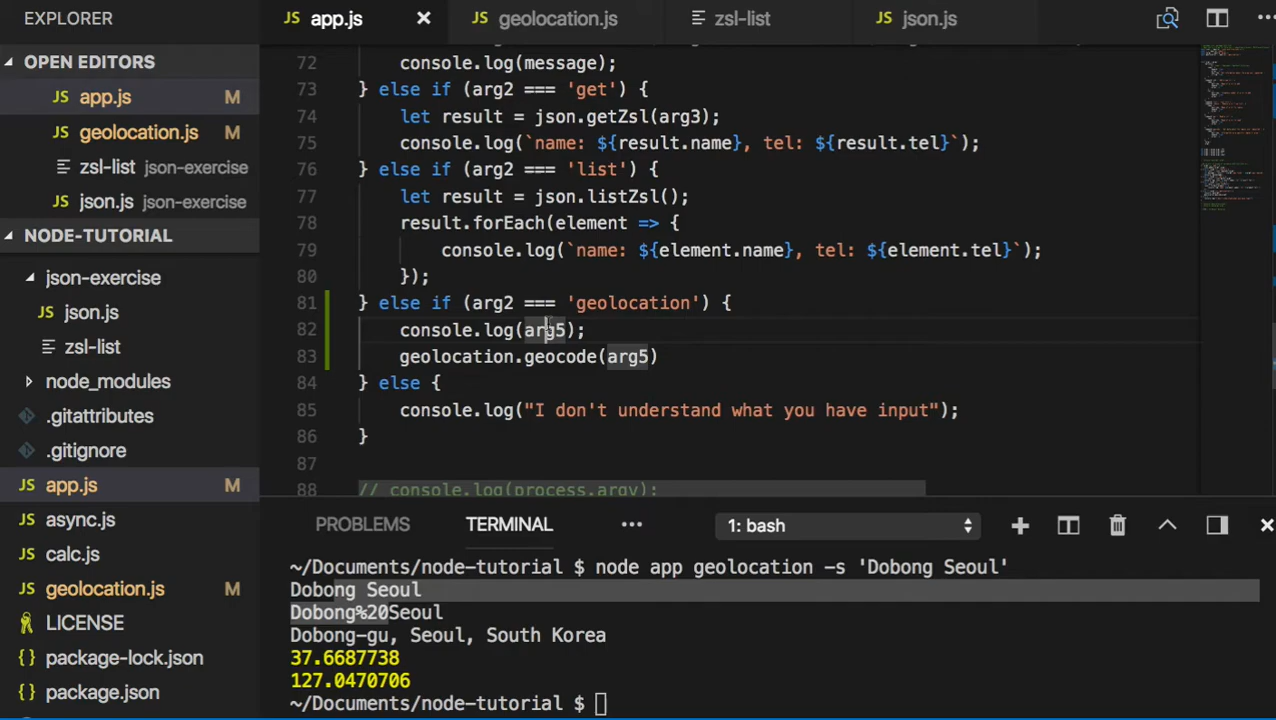 EXPLORER
OPEN EDITORS
JS app.js M
JS geolocation.js M
zsl-list json-exercise
JS json.js json-exercise
NODE-TUTORIAL
json-exercise
JS json.js
zsl-list
node_modules
.gitattributes
.gitignore
JS app.js M
JS async.js
JS calc.js
JS geolocation.js M
LICENSE
{} package-lock.json
{} package.json
JS app.js JS geolocation.js zsl-list JS json.js
72 console.log(message);
73 } else if (arg2 === 'get') {
74 let result = json.getZsl(arg3);
75 console.log(`name: ${result.name}, tel: ${result.tel}`);
76 } else if (arg2 === 'list') {
77 let result = json.listZsl();
78 result.forEach(element => {
79 console.log(`name: ${element.name}, tel: ${element.tel}`);
80 });
81 } else if (arg2 === 'geolocation') {
82 console.log(arg5);
83 geolocation.geocode(arg5)
84 } else {
85 console.log("I don't understand what you have input");
86 }
87
88 // console.log(process.argv);
PROBLEMS TERMINAL ••• 1: bash
~/Documents/node-tutorial $ node app geolocation -s 'Dobong Seoul'
Dobong Seoul
Dobong%20Seoul
Dobong-gu, Seoul, South Korea
37.6687738
127.0470706
~/Documents/node-tutorial $